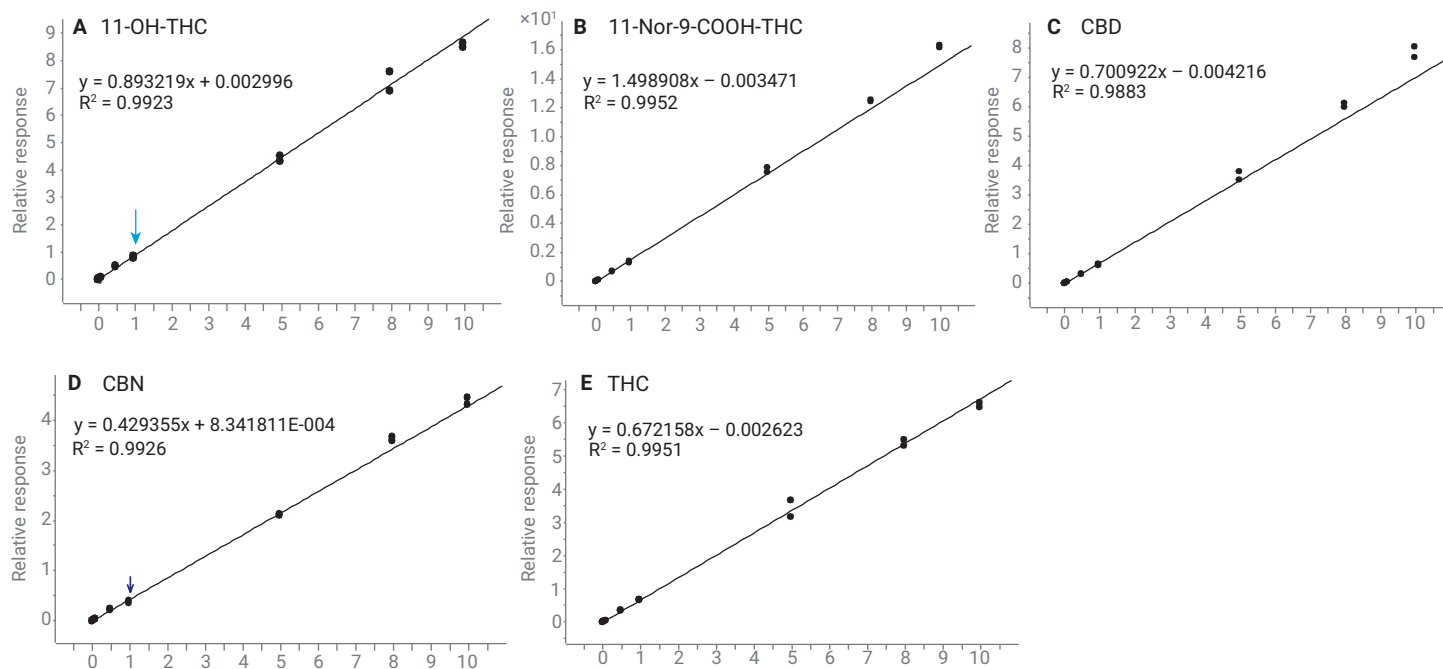 A 11-OH-THC
y = 0.893219x + 0.002996
R² = 0.9923
Relative response
9
8
7
6
5
4
3
2
1
0
0 1 2 3 4 5 6 7 8 9 10
×10¹
B 11-Nor-9-COOH-THC
y = 1.498908x – 0.003471
R² = 0.9952
Relative response
1.6
1.4
1.2
1.0
0.8
0.6
0.4
0.2
0
0 1 2 3 4 5 6 7 8 9 10
C CBD
y = 0.700922x – 0.004216
R² = 0.9883
Relative response
8
7
6
5
4
3
2
1
0
0 1 2 3 4 5 6 7 8 9 10
D CBN
y = 0.429355x + 8.341811E-004
R² = 0.9926
Relative response
4
3
2
1
0
0 1 2 3 4 5 6 7 8 9 10
E THC
y = 0.672158x – 0.002623
R² = 0.9951
Relative response
7
6
5
4
3
2
1
0
0 1 2 3 4 5 6 7 8 9 10